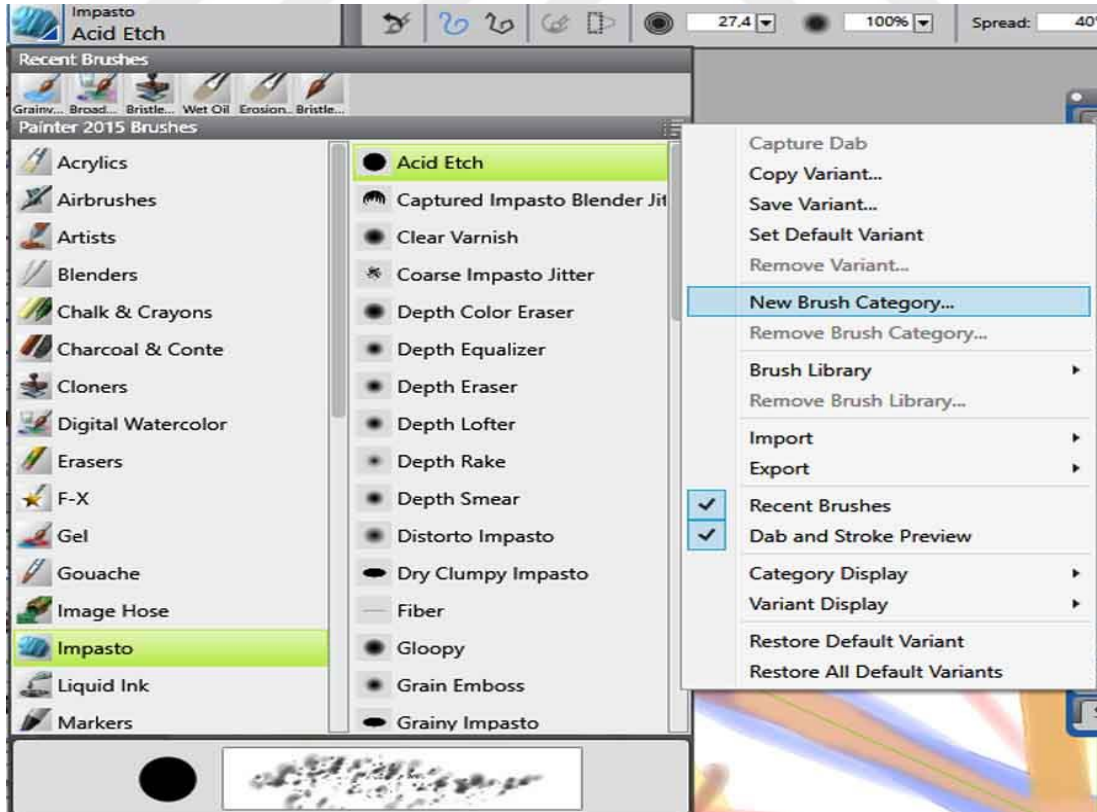 Impasto
Acid Etch
27,4
100%
Spread:
40°
Recent Brushes
Grainy... Broad... Bristle... Wet Oil Erosion.. Bristle...
Painter 2015 Brushes
Acrylics
Airbrushes
Artists
Blenders
Chalk & Crayons
Charcoal & Conte
Cloners
Digital Watercolor
Erasers
F-X
Gel
Gouache
Image Hose
Impasto
Liquid Ink
Markers
Acid Etch
Captured Impasto Blender Jit
Clear Varnish
Coarse Impasto Jitter
Depth Color Eraser
Depth Equalizer
Depth Eraser
Depth Lofter
Depth Rake
Depth Smear
Distorto Impasto
Dry Clumpy Impasto
Fiber
Gloopy
Grain Emboss
Grainy Impasto
Capture Dab
Copy Variant...
Save Variant...
Set Default Variant
Remove Variant...
New Brush Category...
Remove Brush Category...
Brush Library
Remove Brush Library...
Import
Export
Recent Brushes
Dab and Stroke Preview
Category Display
Variant Display
Restore Default Variant
Restore All Default Variants